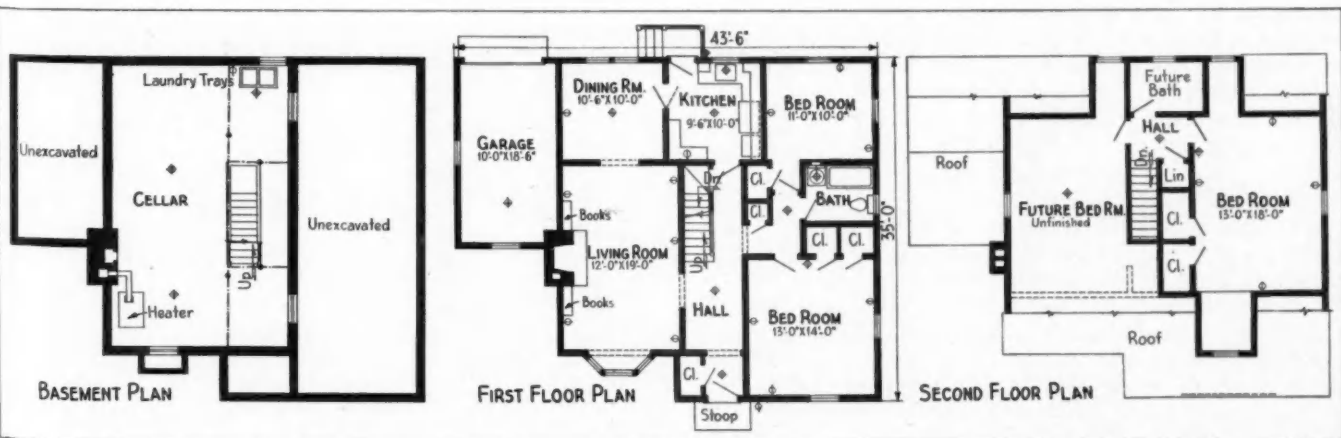 Laundry Trays
Unexcavated
CELLAR
Unexcavated
Up
Heater
BASEMENT PLAN
43'-6"
DINING RM.
10'-6"X10'-0"
KITCHEN
9'-6"X10'-0"
BED ROOM
11'-0"X10'-0"
GARAGE
10'-0"X18'-6"
Dn.
Cl.
BATH
35'-0"
Books
Cl.
LIVING ROOM
12'-0"X19'-0"
Up
Cl.
Cl.
Books
HALL
BED ROOM
13'-0"X14'-0"
Cl.
FIRST FLOOR PLAN
Stoop
Future
Bath
HALL
Roof
Dn.
Lin
FUTURE BED RM.
Unfinished
Cl.
BED ROOM
13'-0"X18'-0"
Cl.
Roof
SECOND FLOOR PLAN